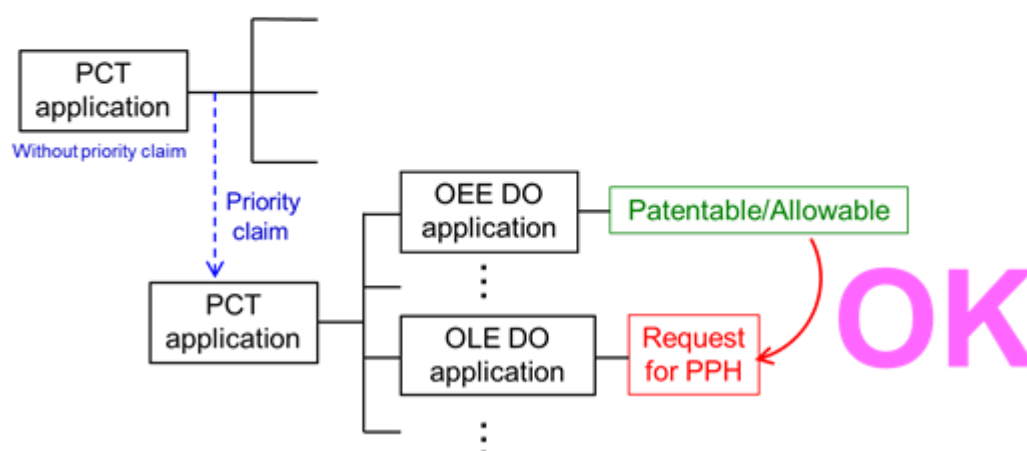 PCT
application
Without priority claim
Priority
claim
OEE DO
application
Patentable/Allowable
PCT
application
OLE DO
application
Request
for PPH
OK